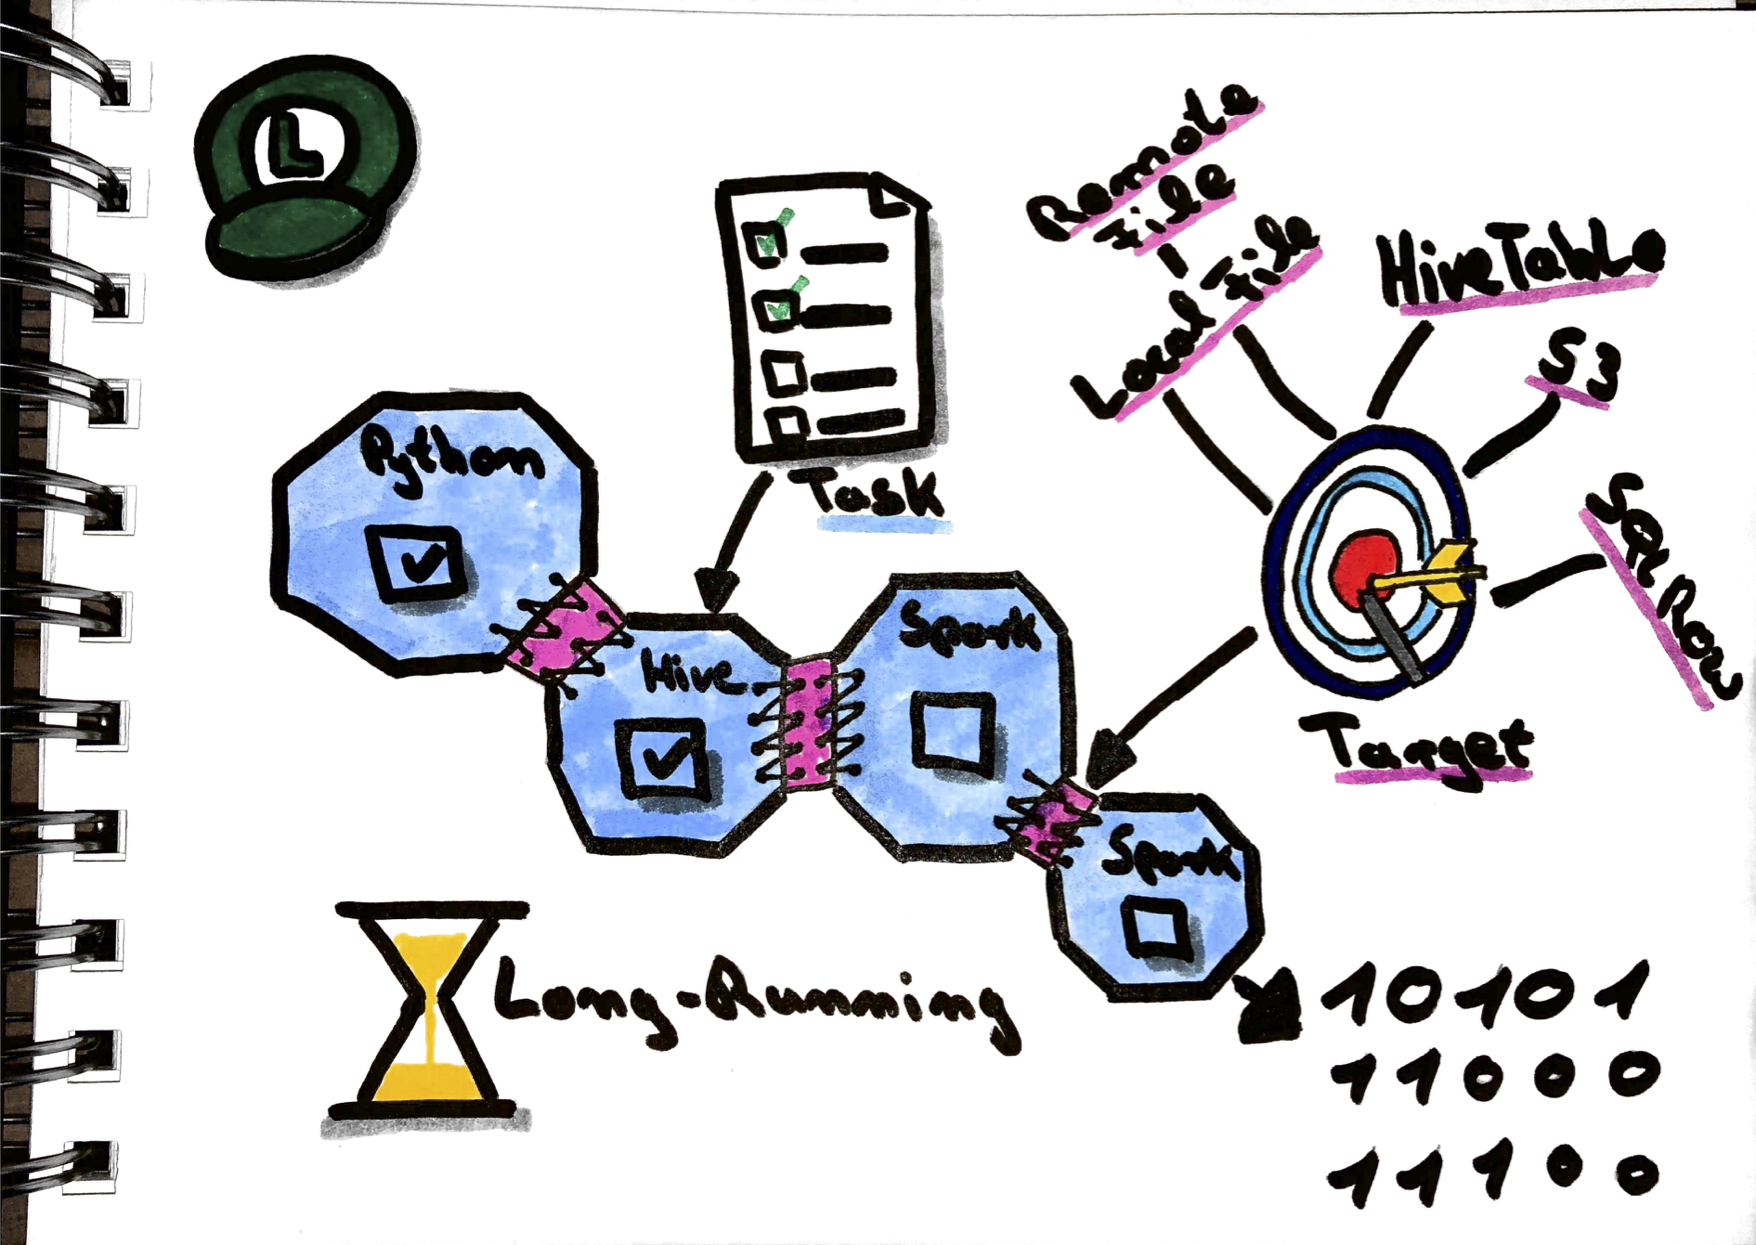 L
Remote
File
Local File
HiveTable
S3
SQL Row
Target
Task
Python
Hive
Spark
Spark
Long-Running
10101
11000
11100